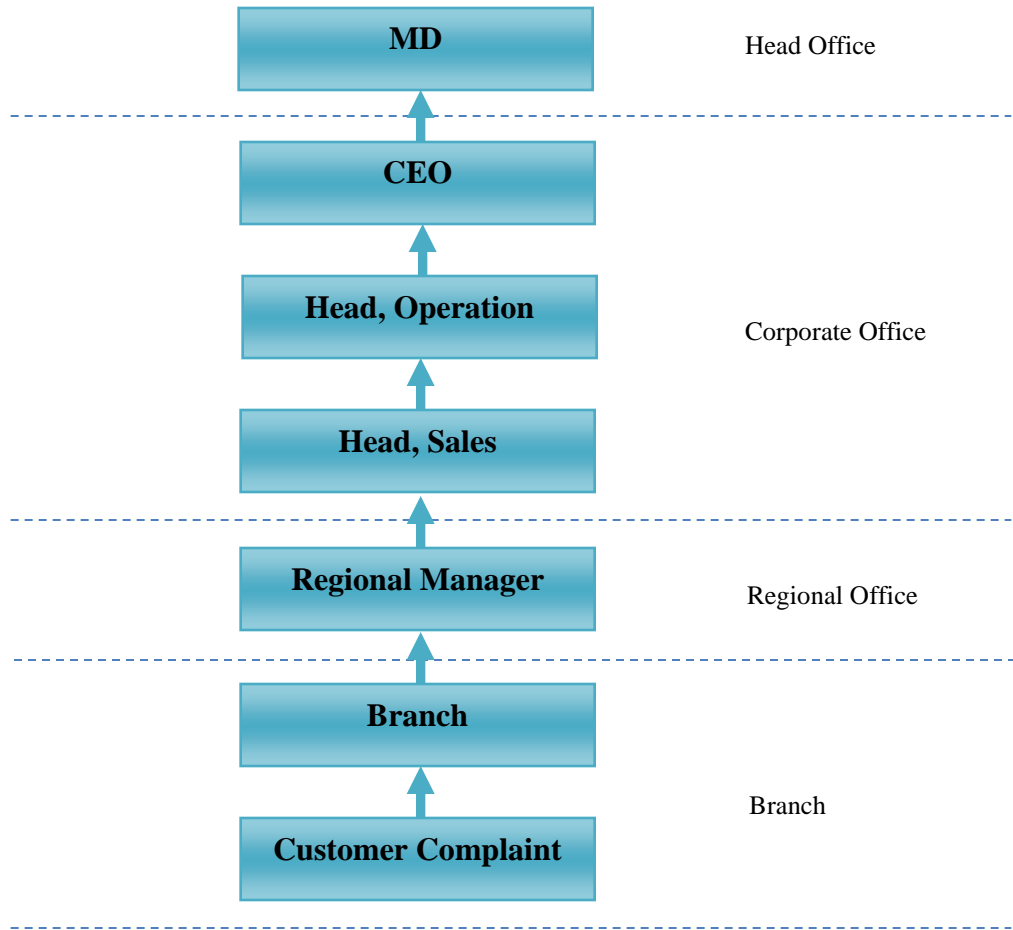 MD
Head Office
CEO
Head, Operation
Corporate Office
Head, Sales
Regional Manager
Regional Office
Branch
Branch
Customer Complaint